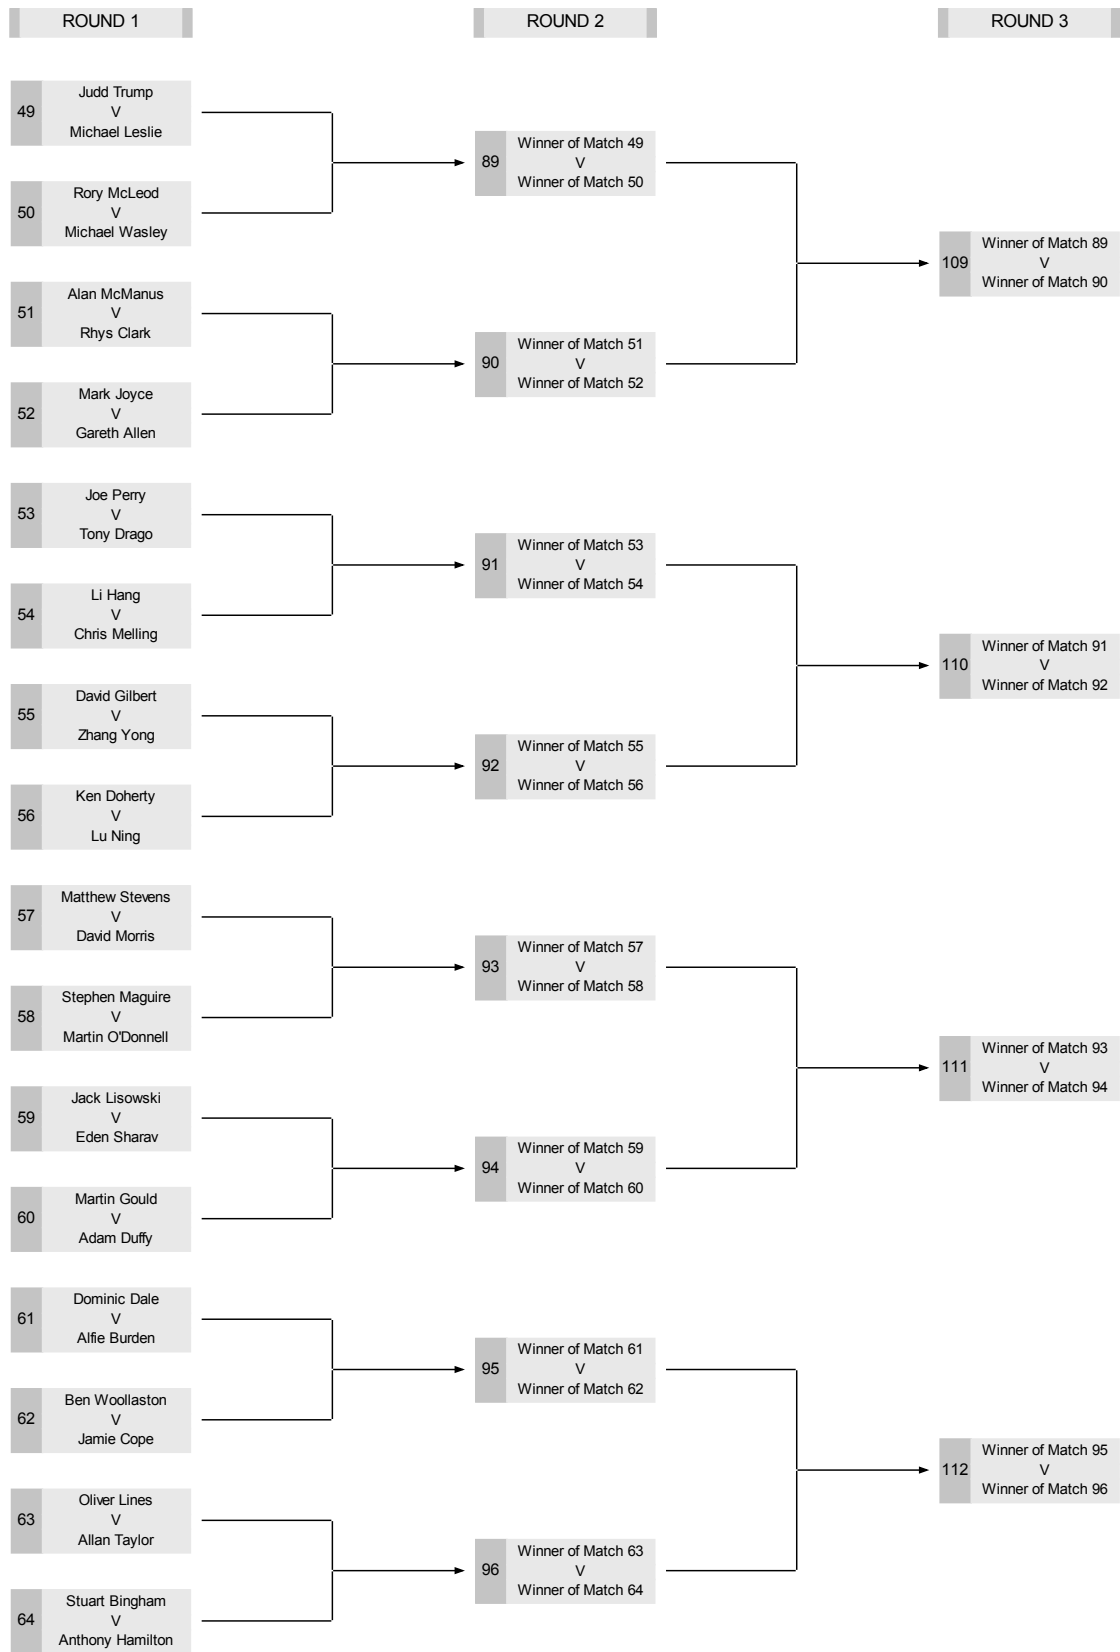 ROUND 1
ROUND 2
ROUND 3
49
Judd Trump
V
Michael Leslie
50
Rory McLeod
V
Michael Wasley
51
Alan McManus
V
Rhys Clark
52
Mark Joyce
V
Gareth Allen
53
Joe Perry
V
Tony Drago
54
Li Hang
V
Chris Melling
55
David Gilbert
V
Zhang Yong
56
Ken Doherty
V
Lu Ning
57
Matthew Stevens
V
David Morris
58
Stephen Maguire
V
Martin O'Donnell
59
Jack Lisowski
V
Eden Sharav
60
Martin Gould
V
Adam Duffy
61
Dominic Dale
V
Alfie Burden
62
Ben Woollaston
V
Jamie Cope
63
Oliver Lines
V
Allan Taylor
64
Stuart Bingham
V
Anthony Hamilton
89
Winner of Match 49
V
Winner of Match 50
90
Winner of Match 51
V
Winner of Match 52
91
Winner of Match 53
V
Winner of Match 54
92
Winner of Match 55
V
Winner of Match 56
93
Winner of Match 57
V
Winner of Match 58
94
Winner of Match 59
V
Winner of Match 60
95
Winner of Match 61
V
Winner of Match 62
96
Winner of Match 63
V
Winner of Match 64
109
Winner of Match 89
V
Winner of Match 90
110
Winner of Match 91
V
Winner of Match 92
111
Winner of Match 93
V
Winner of Match 94
112
Winner of Match 95
V
Winner of Match 96